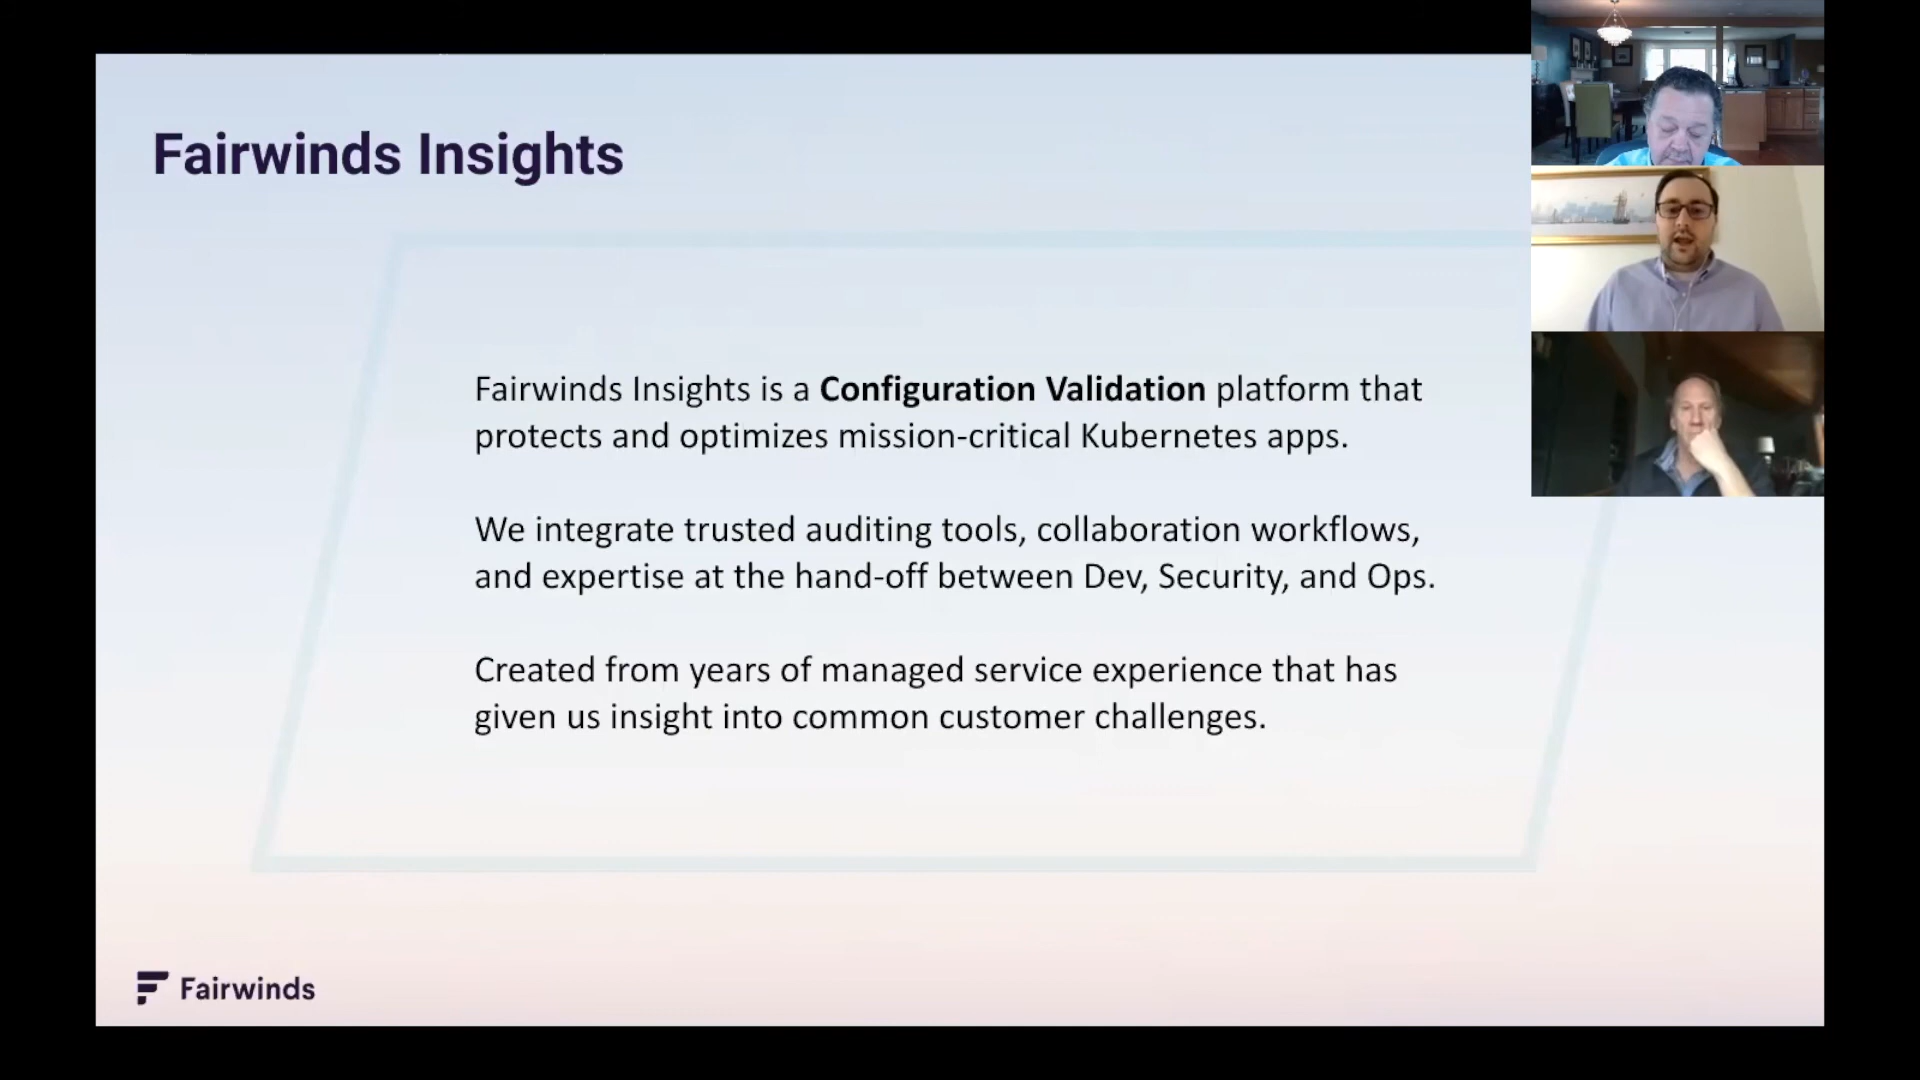 Fairwinds Insights
Fairwinds Insights is a Configuration Validation platform that
protects and optimizes mission-critical Kubernetes apps.
We integrate trusted auditing tools, collaboration workflows,
and expertise at the hand-off between Dev, Security, and Ops.
Created from years of managed service experience that has
given us insight into common customer challenges.
Fairwinds